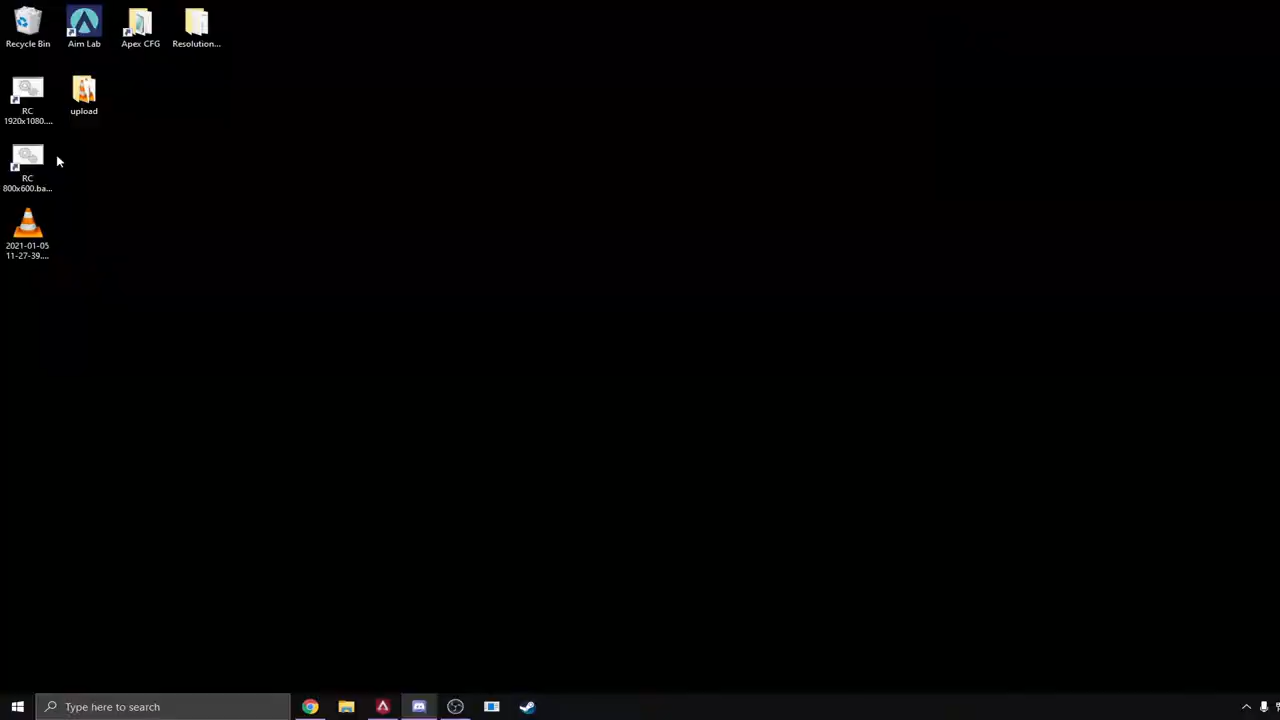 Recycle Bin
Aim Lab
Apex CFG
Resolution...
RC
1920x1080....
upload
RC
800x600.ba...
2021-01-05
11-27-39....
Type here to search